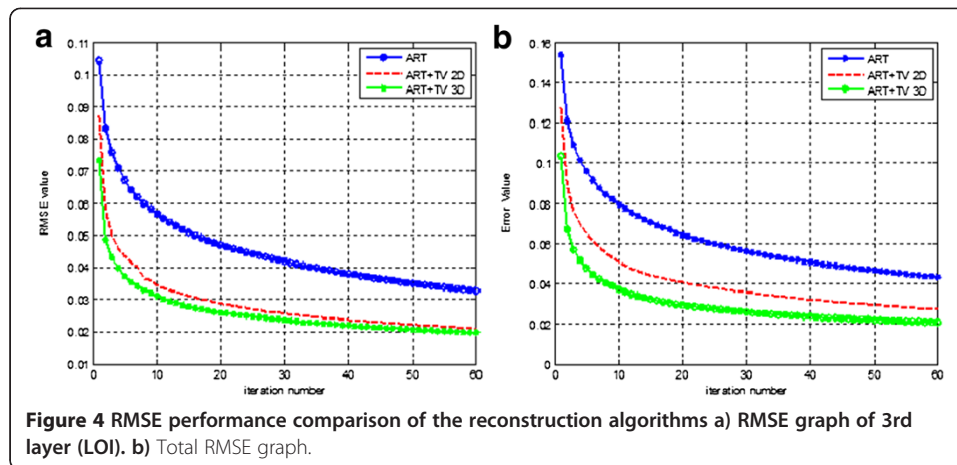 a
0.11
0.1
0.09
0.08
0.07
0.06
0.05
0.04
0.03
0.02
0.01
RMSE value
0 10 20 30 40 50 60
iteration number
ART
ART+TV 2D
ART+TV 3D
b
0.16
0.14
0.12
0.1
0.08
0.06
0.04
0.02
0
Error Value
0 10 20 30 40 50 60
iteration number
ART
ART+TV 2D
ART+TV 3D
Figure 4 RMSE performance comparison of the reconstruction algorithms a) RMSE graph of 3rd
layer (LOI). b) Total RMSE graph.